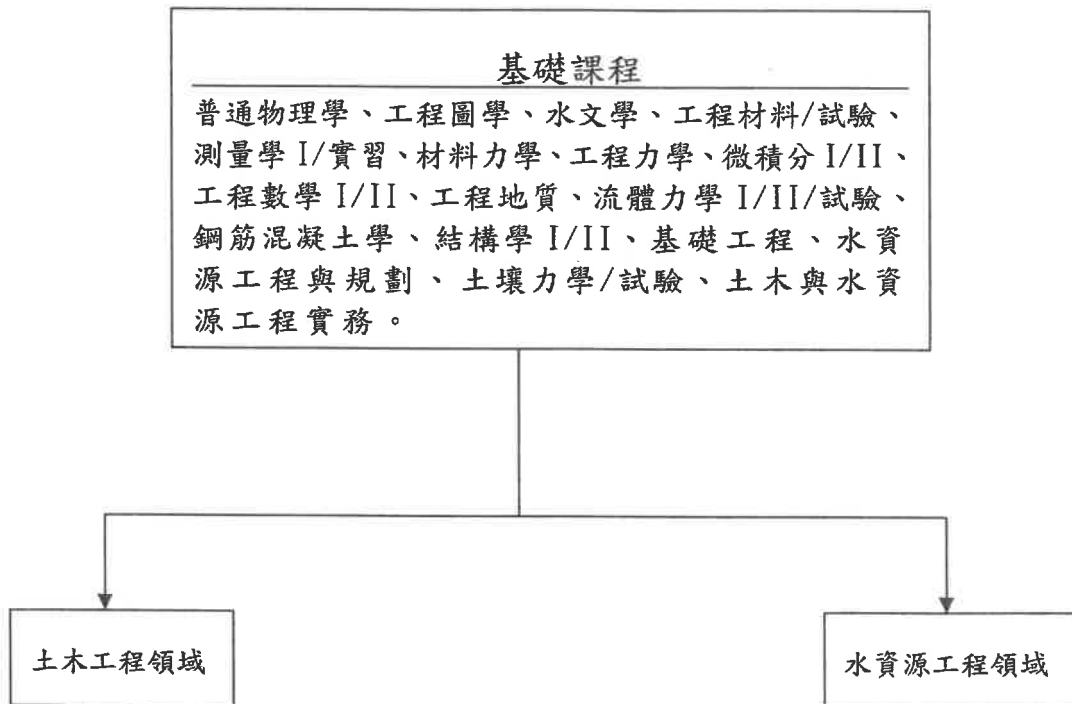 基礎課程
普通物理學、工程圖學、水文學、工程材料/試驗、
測量學 I/實習、材料力學、工程力學、微積分 I/II、
工程數學 I/II、工程地質、流體力學 I/II/試驗、
鋼筋混凝土學、結構學 I/II、基礎工程、水資
源工程與規劃、土壤力學/試驗、土木與水資
源工程實務。
土木工程領域
水資源工程領域